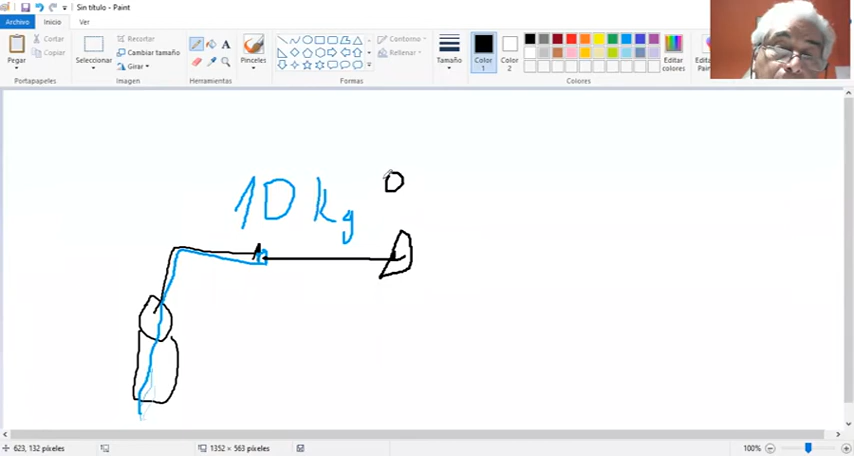 Sin título - Paint
Archivo Inicio Ver
Pegar
Cortar
Copiar
Portapapeles
Seleccionar
Recortar
Cambiar tamaño
Girar
Imagen
A
Herramientas
Pinceles
Contorno
Rellenar
Formas
Tamaño
Color 1
Color 2
Editar colores
Colores
10 kg
623, 132 píxeles
1352 × 563 píxeles
100%